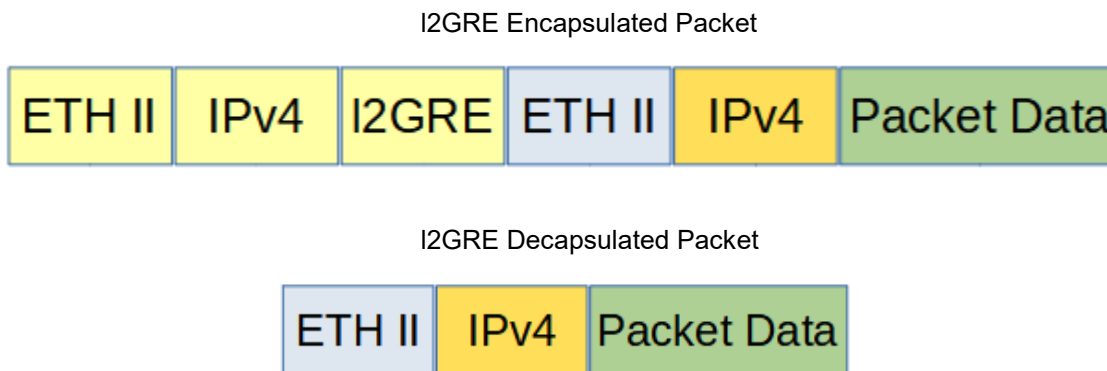 l2GRE Encapsulated Packet
ETH II IPv4 l2GRE ETH II IPv4 Packet Data
l2GRE Decapsulated Packet
ETH II IPv4 Packet Data